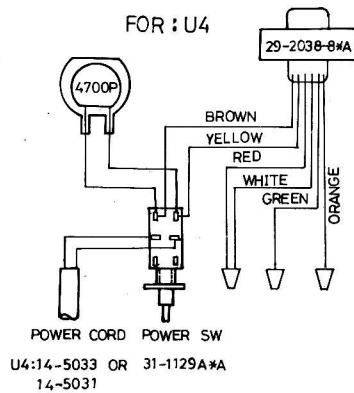 FOR : U4
29-2038-8*A
4700P
BROWN
YELLOW
RED
WHITE
GREEN
ORANGE
POWER CORD
POWER SW
U4:14-5033 OR
14-5031
31-1129A*A